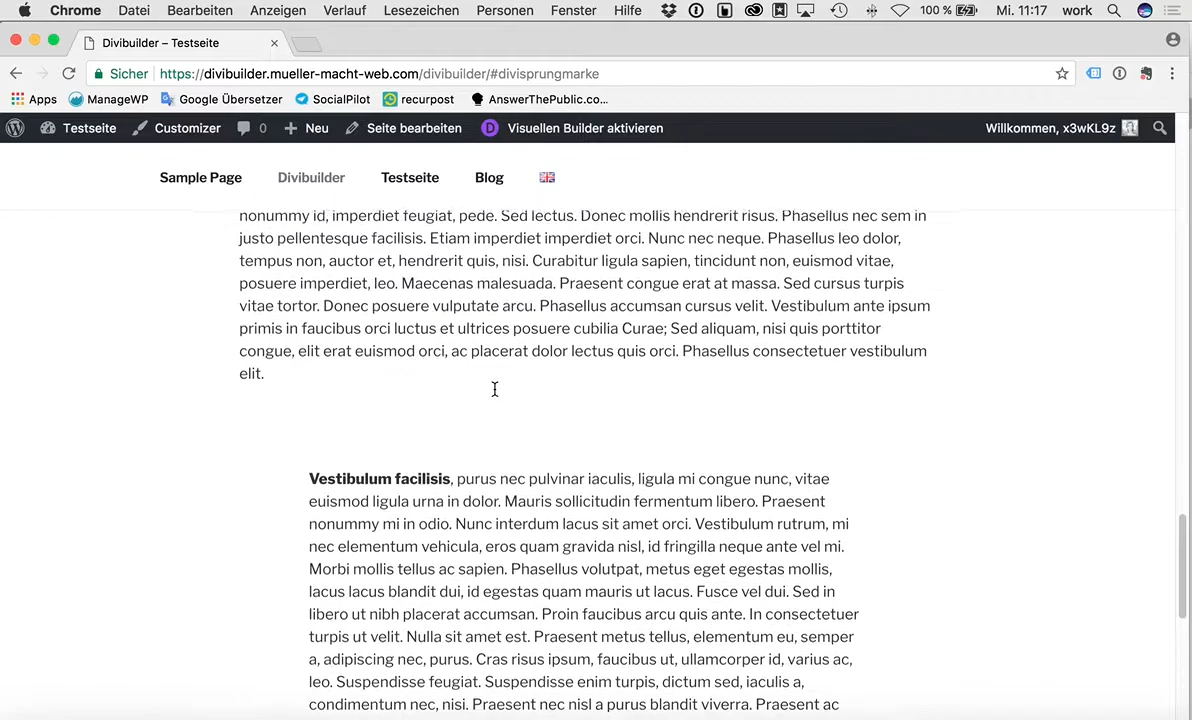 Chrome Datei Bearbeiten Anzeigen Verlauf Lesezeichen Personen Fenster Hilfe 100 % Mi. 11:17 work
Divibuilder – Testseite
Sicher https://divibuilder.mueller-macht-web.com/divibuilder/#divisprungmarke
Apps ManageWP Google Übersetzer SocialPilot recurpost AnswerThePublic.co...
Testseite Customizer 0 Neu Seite bearbeiten D Visuellen Builder aktivieren Willkommen, x3wKL9z
Sample Page Divibuilder Testseite Blog
nonummy id, imperdiet feugiat, pede. Sed lectus. Donec mollis hendrerit risus. Phasellus nec sem in
justo pellentesque facilisis. Etiam imperdiet imperdiet orci. Nunc nec neque. Phasellus leo dolor,
tempus non, auctor et, hendrerit quis, nisi. Curabitur ligula sapien, tincidunt non, euismod vitae,
posuere imperdiet, leo. Maecenas malesuada. Praesent congue erat at massa. Sed cursus turpis
vitae tortor. Donec posuere vulputate arcu. Phasellus accumsan cursus velit. Vestibulum ante ipsum
primis in faucibus orci luctus et ultrices posuere cubilia Curae; Sed aliquam, nisi quis porttitor
congue, elit erat euismod orci, ac placerat dolor lectus quis orci. Phasellus consectetuer vestibulum
elit.
Vestibulum facilisis, purus nec pulvinar iaculis, ligula mi congue nunc, vitae
euismod ligula urna in dolor. Mauris sollicitudin fermentum libero. Praesent
nonummy mi in odio. Nunc interdum lacus sit amet orci. Vestibulum rutrum, mi
nec elementum vehicula, eros quam gravida nisl, id fringilla neque ante vel mi.
Morbi mollis tellus ac sapien. Phasellus volutpat, metus eget egestas mollis,
lacus lacus blandit dui, id egestas quam mauris ut lacus. Fusce vel dui. Sed in
libero ut nibh placerat accumsan. Proin faucibus arcu quis ante. In consectetuer
turpis ut velit. Nulla sit amet est. Praesent metus tellus, elementum eu, semper
a, adipiscing nec, purus. Cras risus ipsum, faucibus ut, ullamcorper id, varius ac,
leo. Suspendisse feugiat. Suspendisse enim turpis, dictum sed, iaculis a,
condimentum nec, nisi. Praesent nec nisl a purus blandit viverra. Praesent ac